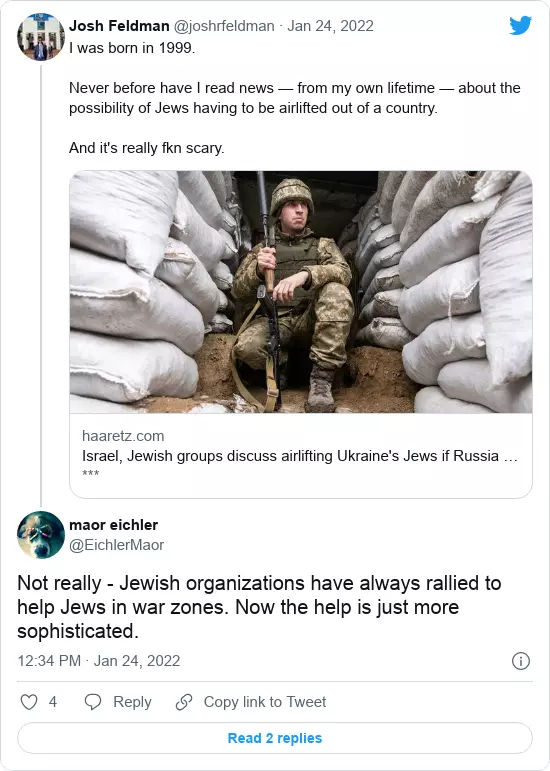 Josh Feldman @joshrfeldman · Jan 24, 2022
I was born in 1999.
Never before have I read news — from my own lifetime — about the
possibility of Jews having to be airlifted out of a country.
And it's really fkn scary.
haaretz.com
Israel, Jewish groups discuss airlifting Ukraine's Jews if Russia …
***
maor eichler
@EichlerMaor
Not really - Jewish organizations have always rallied to
help Jews in war zones. Now the help is just more
sophisticated.
12:34 PM · Jan 24, 2022
4 Reply Copy link to Tweet
Read 2 replies